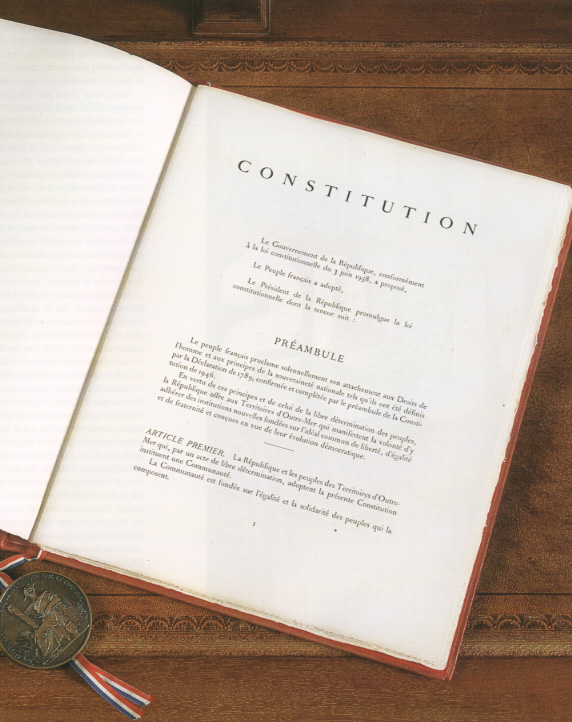 CONSTITUTION
Le Gouvernement de la République, conformément
à la loi constitutionnelle du 3 juin 1958, a proposé,
Le Peuple français a adopté,
Le Président de la République promulgue la loi
constitutionnelle dont la teneur suit :
PRÉAMBULE
Le peuple français proclame solennellement son attachement aux Droits de
l'homme et aux principes de la souveraineté nationale tels qu'ils ont été définis
par la Déclaration de 1789, confirmée et complétée par le préambule de la Consti-
tution de 1946.
En vertu de ces principes et de celui de la libre détermination des peuples,
la République offre aux Territoires d'Outre-Mer qui manifestent la volonté d'y
adhérer des institutions nouvelles fondées sur l'idéal commun de liberté, d'égalité
et de fraternité et conçues en vue de leur évolution démocratique.
ARTICLE PREMIER. La République et les peuples des Territoires d'Outre-
Mer qui, par un acte de libre détermination, adoptent la présente Constitution
instituent une Communauté.
La Communauté est fondée sur l'égalité et la solidarité des peuples qui la
composent.
1